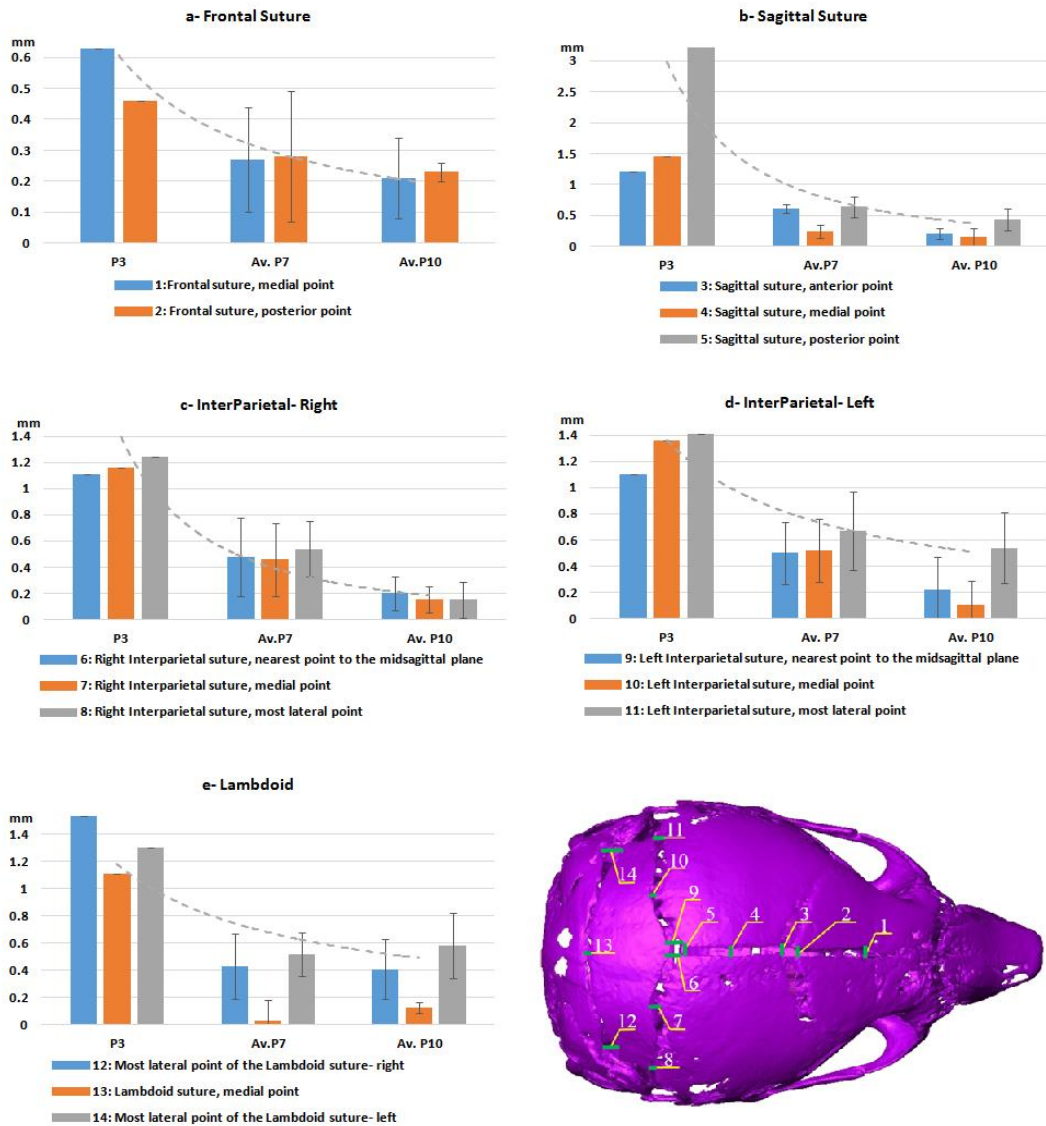 a- Frontal Suture
mm
0.6
0.5
0.4
0.3
0.2
0.1
0
P3 Av. P7 Av.P10
1:Frontal suture, medial point
2: Frontal suture, posterior point
b- Sagittal Suture
mm
3
2.5
2
1.5
1
0.5
0
P3 Av.P7 Av. P10
3: Sagittal suture, anterior point
4: Sagittal suture, medial point
5: Sagittal suture, posterior point
c- InterParietal- Right
mm
1.4
1.2
1
0.8
0.6
0.4
0.2
0
P3 Av.P7 Av. P10
6: Right Interparietal suture, nearest point to the midsagittal plane
7: Right Interparietal suture, medial point
8: Right Interparietal suture, most lateral point
d- InterParietal- Left
mm
1.4
1.2
1
0.8
0.6
0.4
0.2
0
P3 Av. P7 Av.P10
9: Left Interparietal suture, nearest point to the midsagittal plane
10: Left Interparietal suture, medial point
11: Left Interparietal suture, most lateral point
e- Lambdoid
mm
1.4
1.2
1
0.8
0.6
0.4
0.2
0
P3 Av.P7 Av. P10
12: Most lateral point of the Lambdoid suture- right
13: Lambdoid suture, medial point
14: Most lateral point of the Lambdoid suture- left
11
14 10
9 5 4 3 2 1
13
6
12 7
8